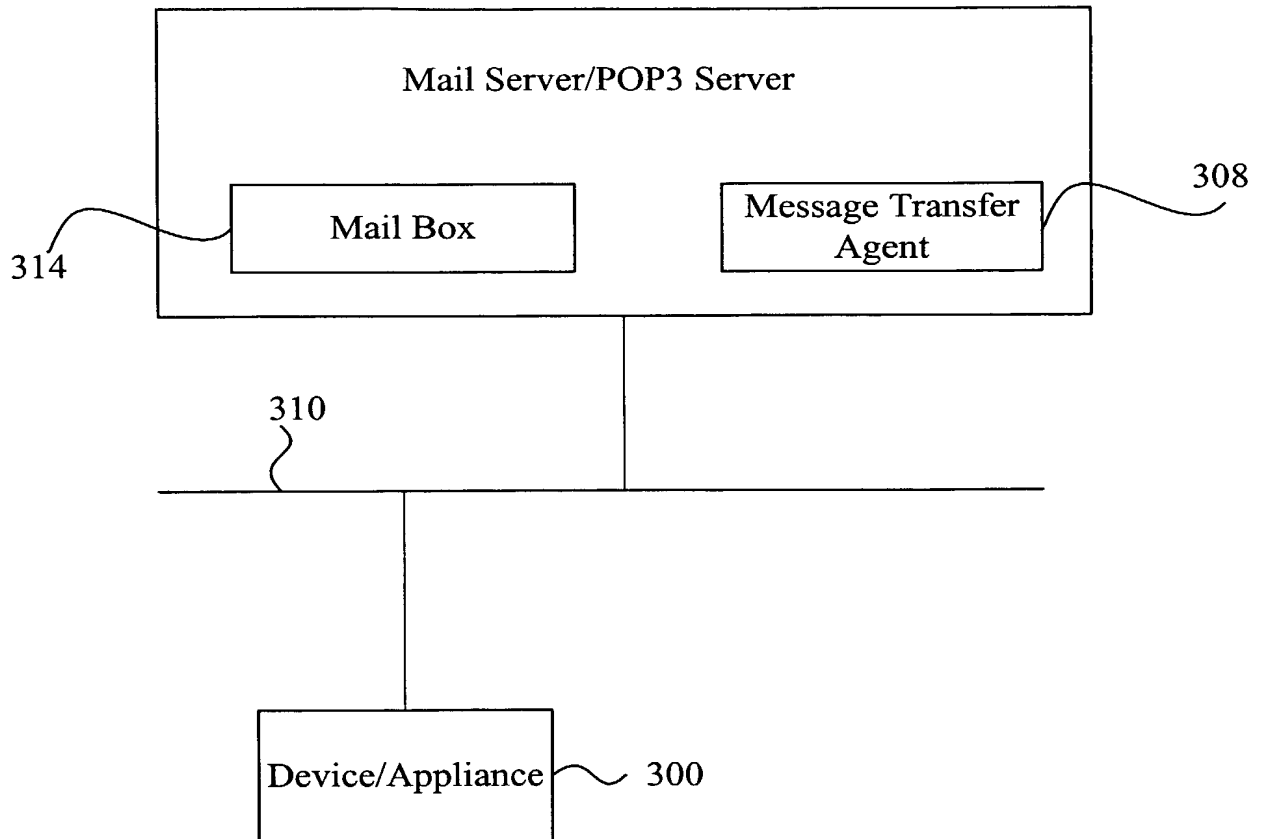 Mail Server/POP3 Server
308
Mail Box
Message Transfer
Agent
314
310
Device/Appliance
300